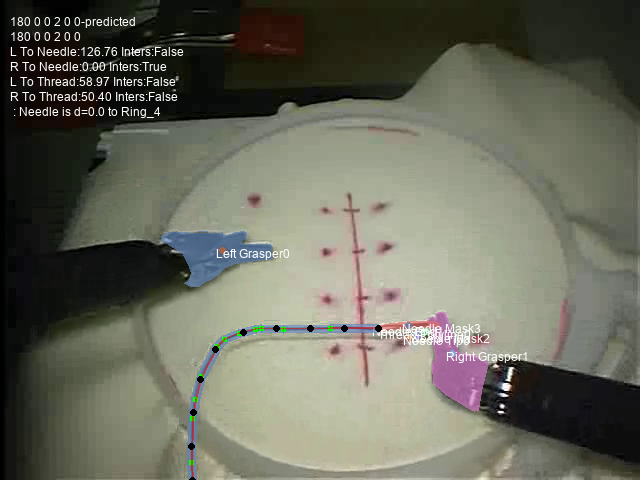 180 0 0 2 0 0-predicted
180 0 0 2 0 0
L To Needle:126.76 Inters:False
R To Needle:0.00 Inters:True
L To Thread:58.97 Inters:False
R To Thread:50.40 Inters:False
: Needle is d=0.0 to Ring_4
Left Grasper0
Needle Mask3
Right Grasper1